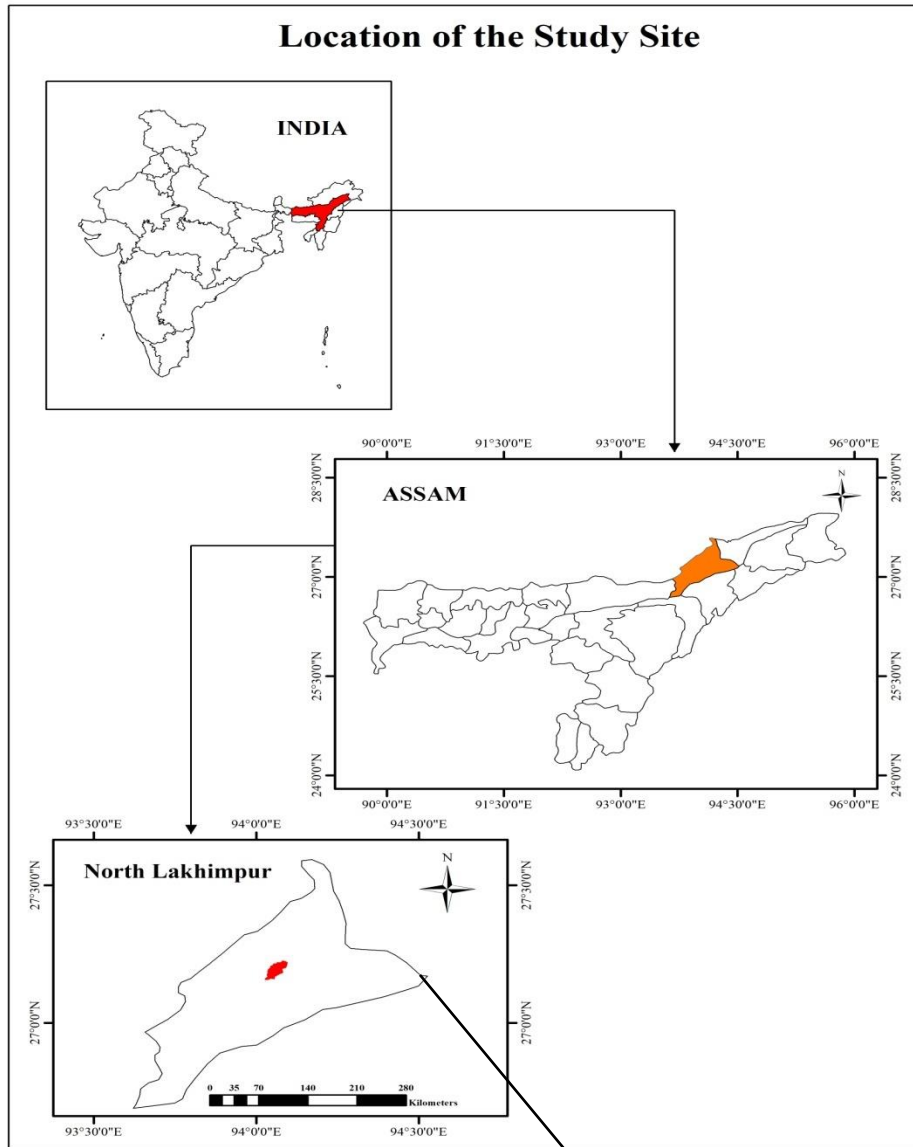 Location of the Study Site
INDIA
90°0'0"E 91°30'0"E 93°0'0"E 94°30'0"E 96°0'0"E
28°30'0"N
27°0'0"N
25°30'0"N
24°0'0"N
ASSAM
N
28°30'0"N
27°0'0"N
25°30'0"N
24°0'0"N
90°0'0"E 91°30'0"E 93°0'0"E 94°30'0"E 96°0'0"E
93°30'0"E 94°0'0"E 94°30'0"E
27°30'0"N
27°0'0"N
North Lakhimpur
N
27°30'0"N
27°0'0"N
0 35 70 140 210 280
Kilometers
93°30'0"E 94°0'0"E 94°30'0"E